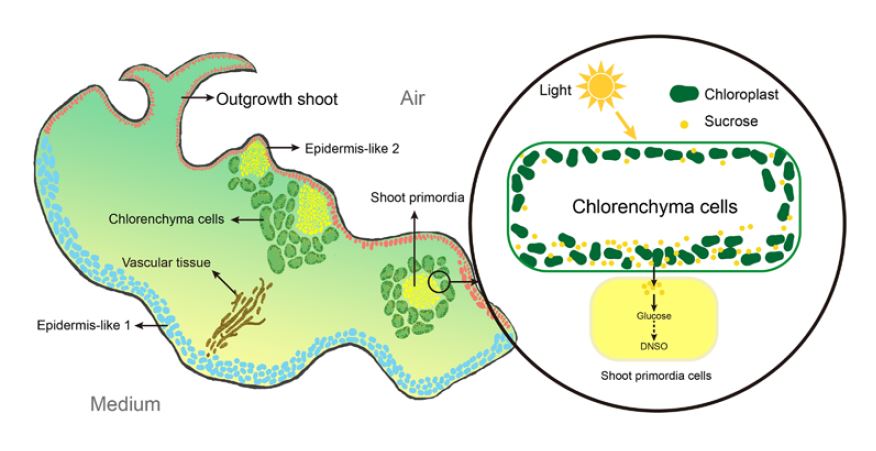 Outgrowth shoot
Air
Epidermis-like 2
Shoot primordia
Chlorenchyma cells
Vascular tissue
Epidermis-like 1
Medium
Light
Chloroplast
Sucrose
Chlorenchyma cells
Glucose
DNSO
Shoot primordia cells